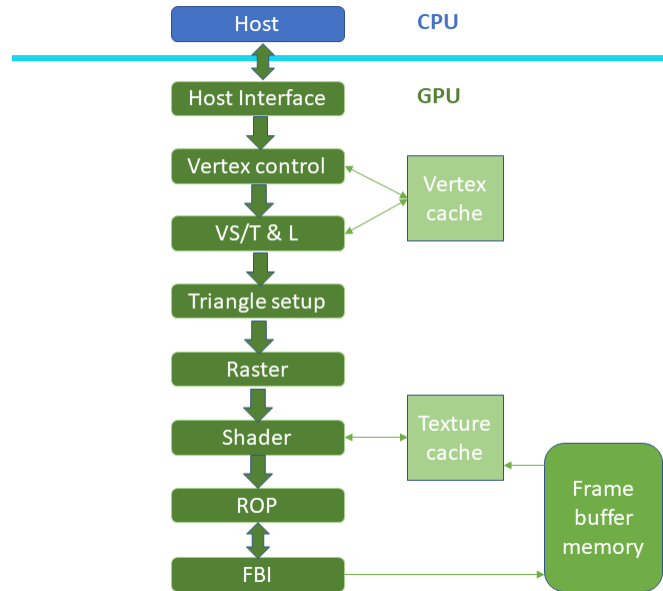 Host
CPU
Host Interface
GPU
Vertex control
Vertex
cache
VS/T & L
Triangle setup
Raster
Shader
Texture
cache
ROP
Frame
buffer
memory
FBI